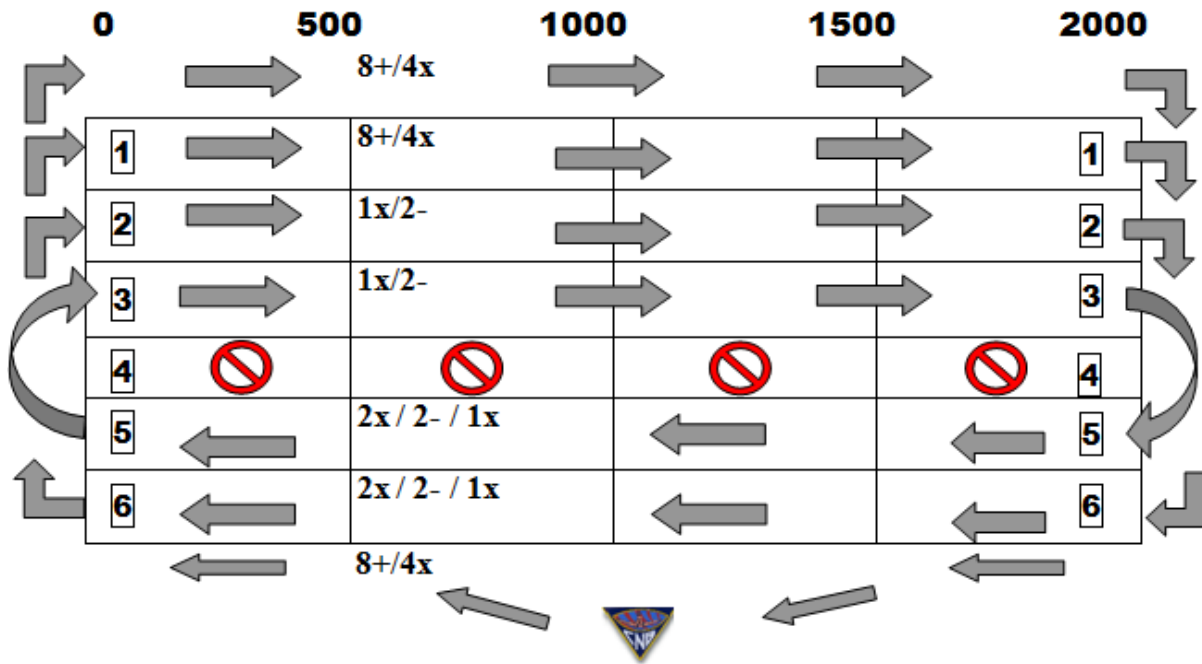 0 500 1000 1500 2000
8+/4x
1 8+/4x 1
2 1x/2- 2
3 1x/2- 3
4 4
5 2x / 2- / 1x 5
6 2x / 2- / 1x 6
8+/4x